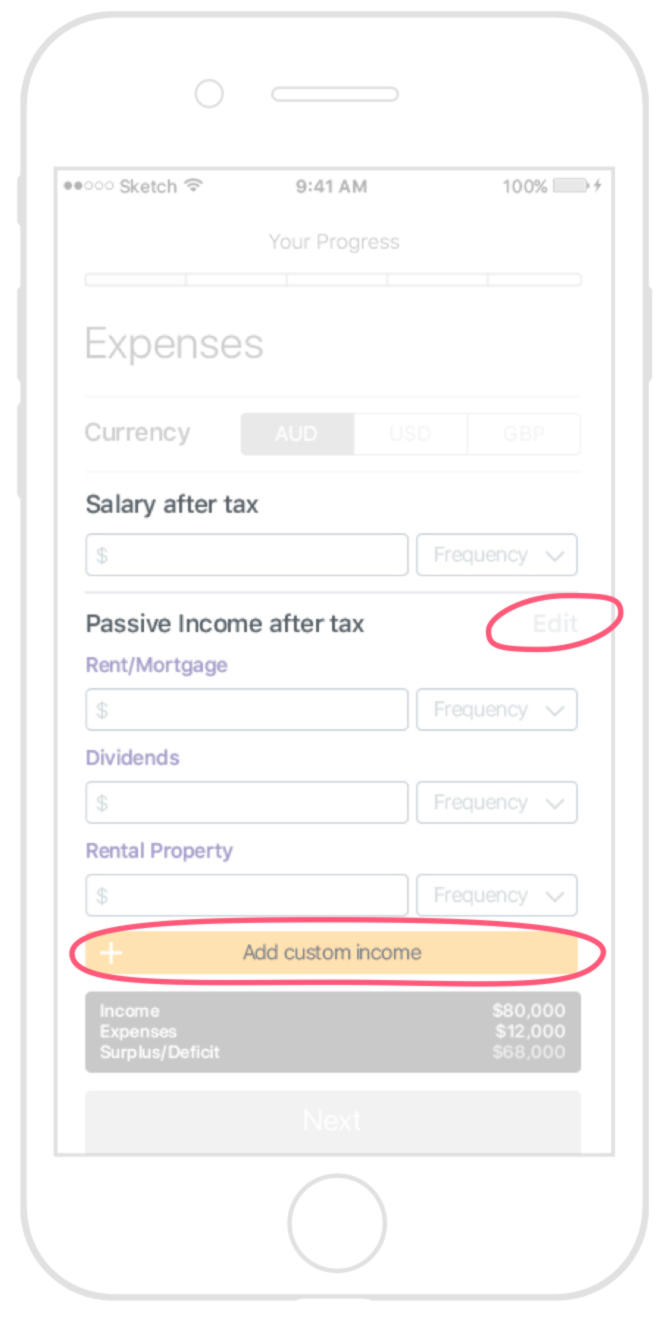 Sketch 9:41 AM 100%
Your Progress
Expenses
Currency AUD USD GBP
Salary after tax
$ Frequency
Passive Income after tax Edit
Rent/Mortgage
$ Frequency
Dividends
$ Frequency
Rental Property
$ Frequency
+ Add custom income
Income $80,000
Expenses $12,000
Surplus/Deficit $68,000
Next